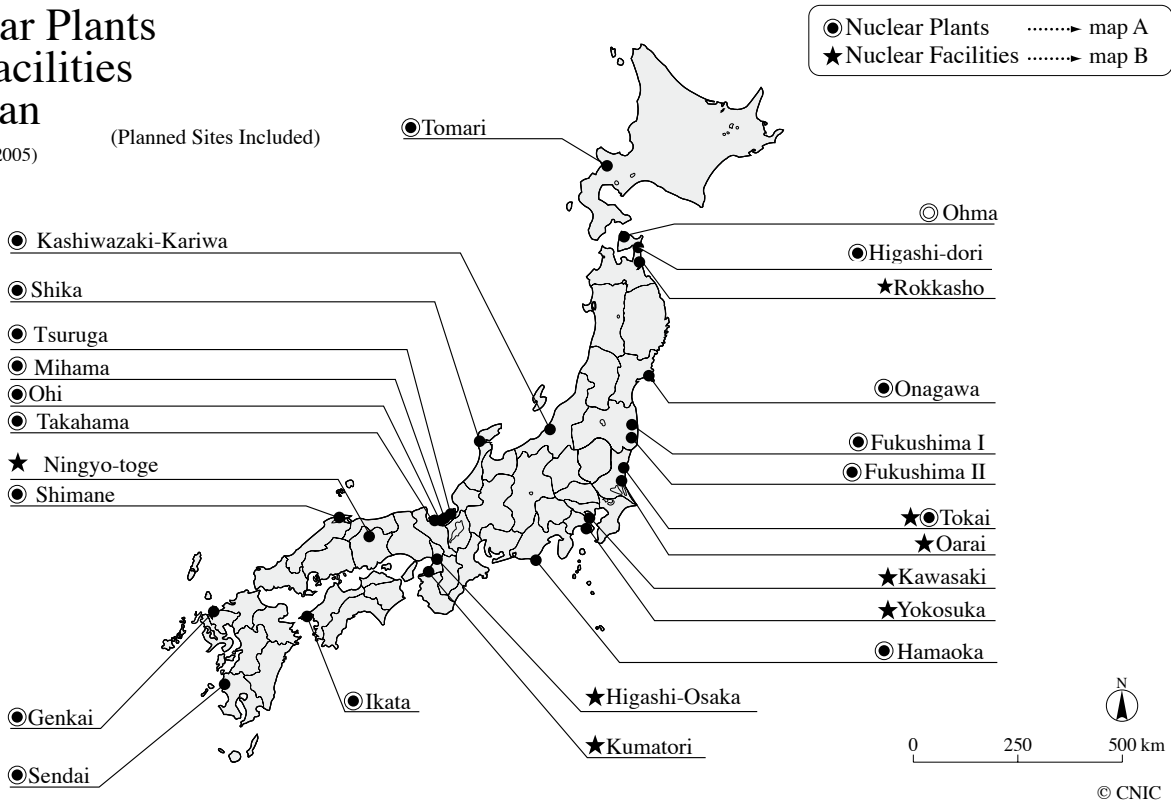 ar Plants
acilities
an
2005)
(Planned Sites Included)
Nuclear Plants map A
Nuclear Facilities map B
Tomari
Kashiwazaki-Kariwa
Shika
Tsuruga
Mihama
Ohi
Takahama
Ningyo-toge
Shimane
Genkai
Sendai
Ikata
Higashi-Osaka
Kumatori
Ohma
Higashi-dori
Rokkasho
Onagawa
Fukushima I
Fukushima II
Tokai
Oarai
Kawasaki
Yokosuka
Hamaoka
N
0 250 500 km
© CNIC